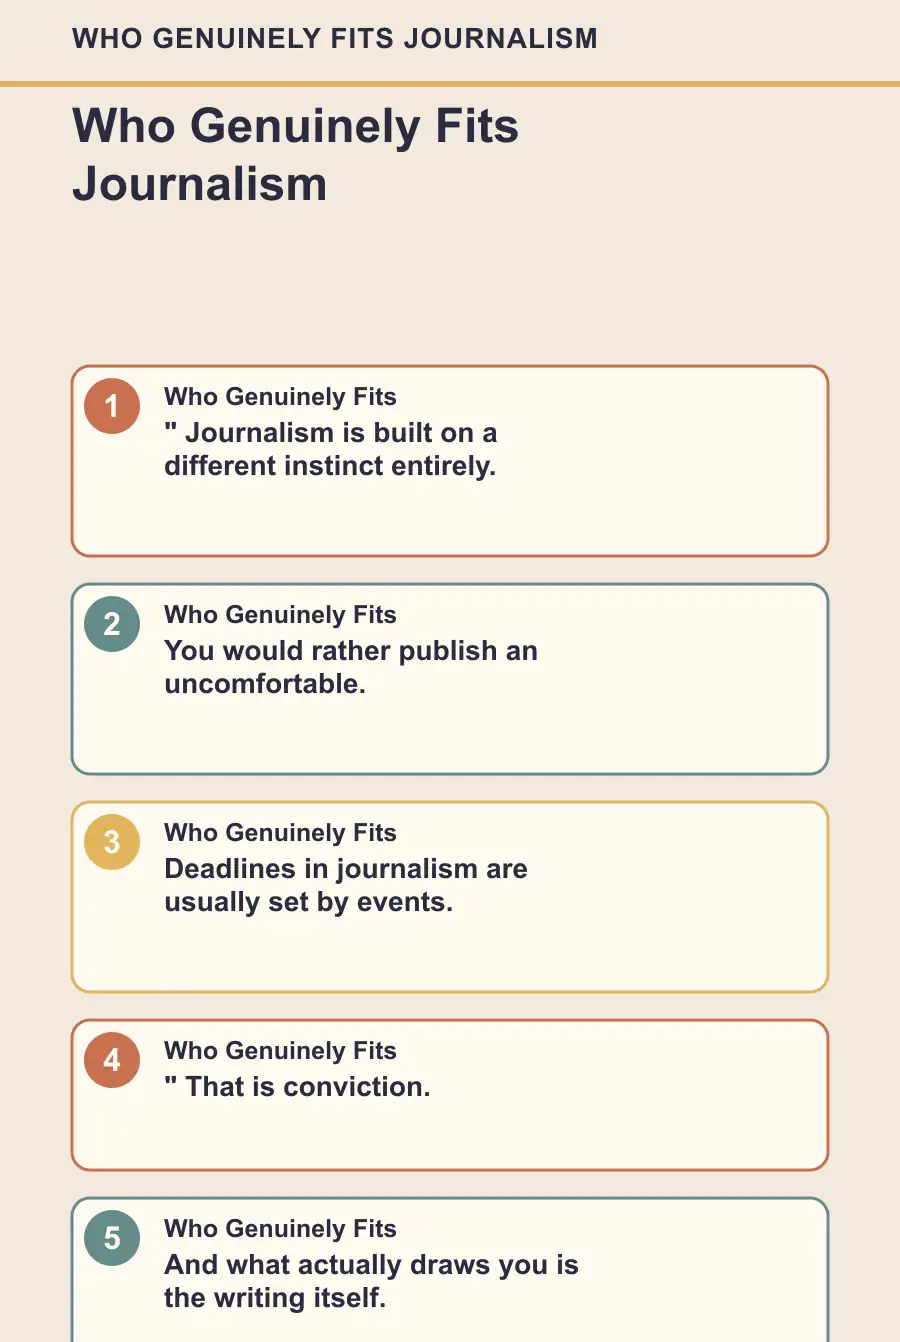 WHO GENUINELY FITS JOURNALISM
Who Genuinely Fits
Journalism
1
Who Genuinely Fits
" Journalism is built on a
different instinct entirely.
2
Who Genuinely Fits
You would rather publish an
uncomfortable.
3
Who Genuinely Fits
Deadlines in journalism are
usually set by events.
4
Who Genuinely Fits
" That is conviction.
5
Who Genuinely Fits
And what actually draws you is
the writing itself.